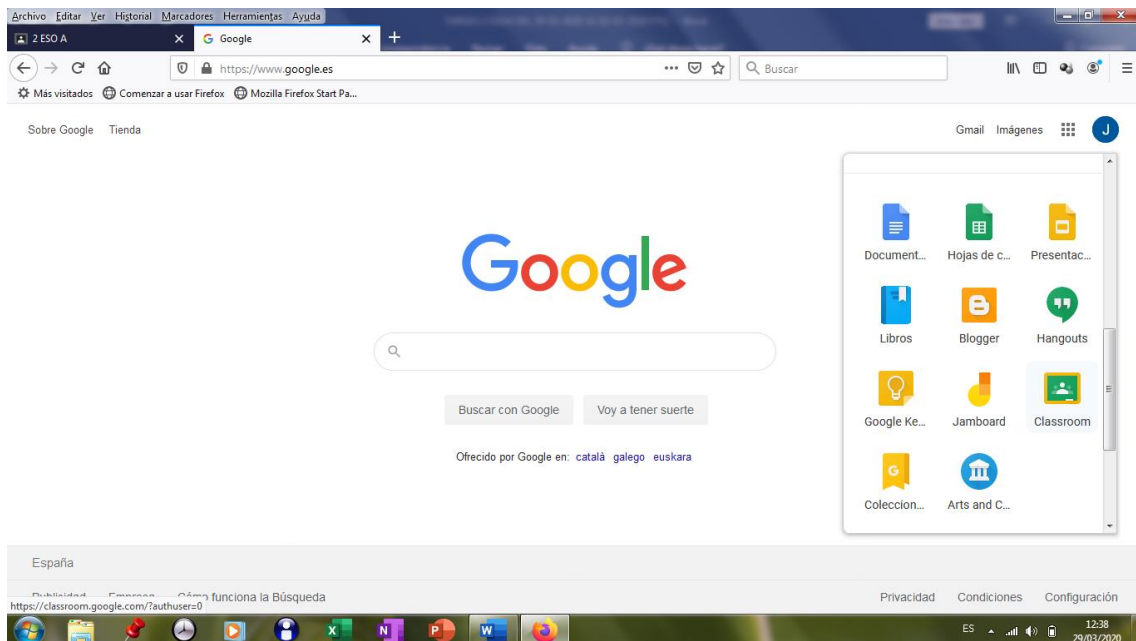 Archivo Editar Ver Historial Marcadores Herramientas Ayuda
2 ESO A
Google
https://www.google.es
Buscar
Más visitados Comenzar a usar Firefox Mozilla Firefox Start Pa...
Sobre Google Tienda
Gmail Imágenes
J
Google
Document... Hojas de c... Presentac...
Libros Blogger Hangouts
Google Ke... Jamboard Classroom
Coleccion... Arts and C...
Buscar con Google Voy a tener suerte
Ofrecido por Google en: català galego euskara
España
Publicidad Empresa Cómo funciona la Búsqueda
Privacidad Condiciones Configuración
https://classroom.google.com/?authuser=0
ES
12:38
29/03/2020